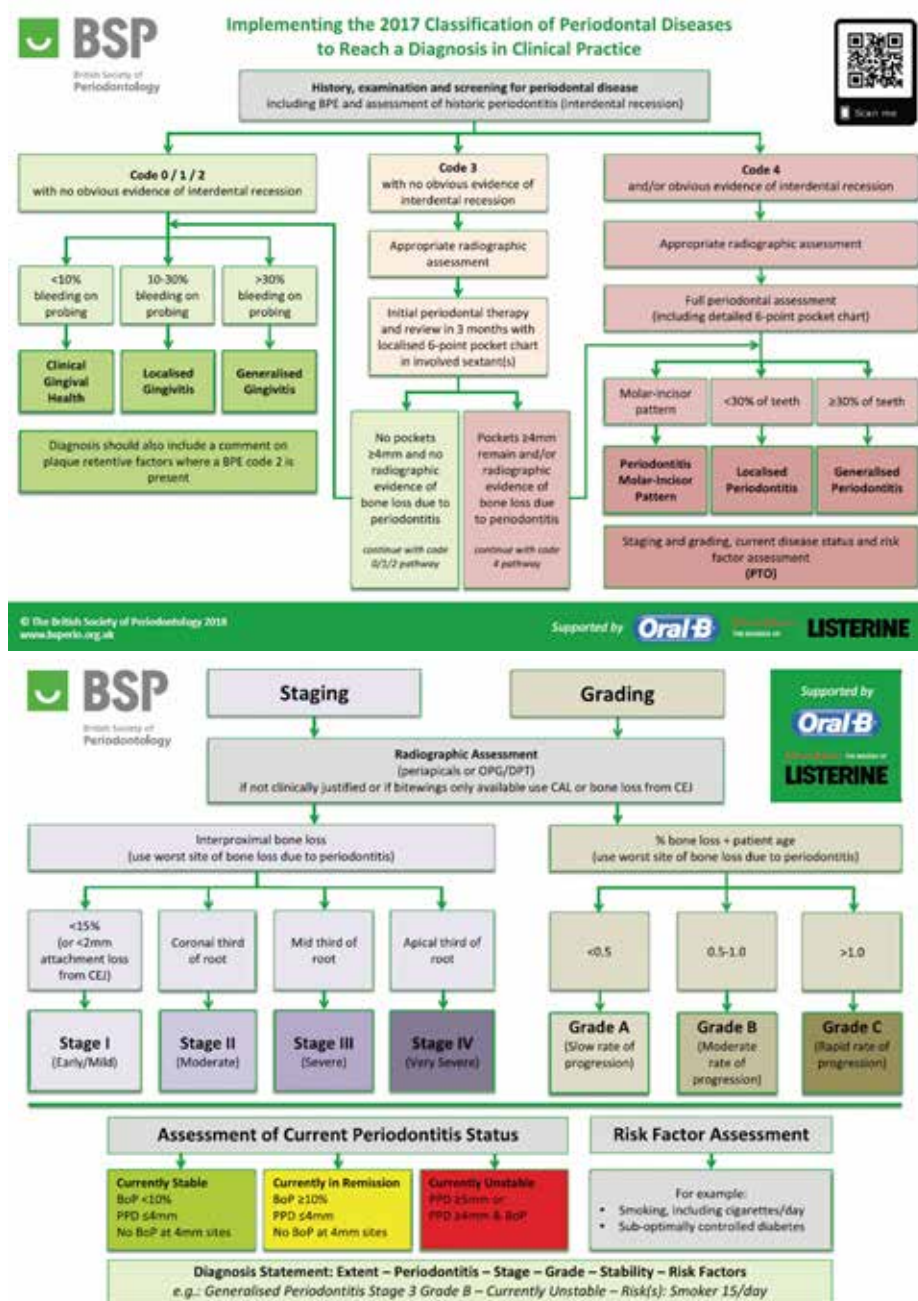 BSP
British Society of
Periodontology
Implementing the 2017 Classification of Periodontal Diseases
to Reach a Diagnosis in Clinical Practice
Scan me
History, examination and screening for periodontal disease
including BPE and assessment of historic periodontitis (interdental recession)
Code 0 / 1 / 2
with no obvious evidence of interdental recession
<10%
bleeding on
probing
10-30%
bleeding on
probing
>30%
bleeding on
probing
Clinical
Gingival
Health
Localised
Gingivitis
Generalised
Gingivitis
Diagnosis should also include a comment on
plaque retentive factors where a BPE code 2 is
present
Code 3
with no obvious evidence of
interdental recession
Appropriate radiographic
assessment
Initial periodontal therapy
and review in 3 months with
localised 6-point pocket chart
in involved sextant(s)
No pockets
≥4mm and no
radiographic
evidence of
bone loss due to
periodontitis
continue with code
0/1/2 pathway
Pockets ≥4mm
remain and/or
radiographic
evidence of
bone loss due
to periodontitis
continue with code
4 pathway
Code 4
and/or obvious evidence of interdental recession
Appropriate radiographic assessment
Full periodontal assessment
(including detailed 6-point pocket chart)
Molar-incisor
pattern
<30% of teeth
≥30% of teeth
Periodontitis
Molar-Incisor
Pattern
Localised
Periodontitis
Generalised
Periodontitis
Staging and grading, current disease status and risk
factor assessment
(PTO)
© The British Society of Periodontology 2018
www.bsperio.org.uk
Supported by
Oral-B
LISTERINE
BSP
British Society of
Periodontology
Staging
Grading
Supported by
Oral-B
LISTERINE
Radiographic Assessment
(periapicals or OPG/DPT)
if not clinically justified or if bitewings only available use CAL or bone loss from CEJ
Interproximal bone loss
(use worst site of bone loss due to periodontitis)
<15%
(or <2mm
attachment loss
from CEJ)
Coronal third
of root
Mid third of
root
Apical third of
root
Stage I
(Early/Mild)
Stage II
(Moderate)
Stage III
(Severe)
Stage IV
(Very Severe)
% bone loss ÷ patient age
(use worst site of bone loss due to periodontitis)
<0.5
0.5-1.0
>1.0
Grade A
(Slow rate of
progression)
Grade B
(Moderate
rate of
progression)
Grade C
(Rapid rate of
progression)
Assessment of Current Periodontitis Status
Currently Stable
BoP <10%
PPD ≤4mm
No BoP at 4mm sites
Currently in Remission
BoP ≥10%
PPD ≤4mm
No BoP at 4mm sites
Currently Unstable
PPD ≥5mm or
PPD ≥4mm & BoP
Risk Factor Assessment
For example:
• Smoking, including cigarettes/day
• Sub-optimally controlled diabetes
Diagnosis Statement: Extent – Periodontitis – Stage – Grade – Stability – Risk Factors
e.g.: Generalised Periodontitis Stage 3 Grade B – Currently Unstable – Risk(s): Smoker 15/day